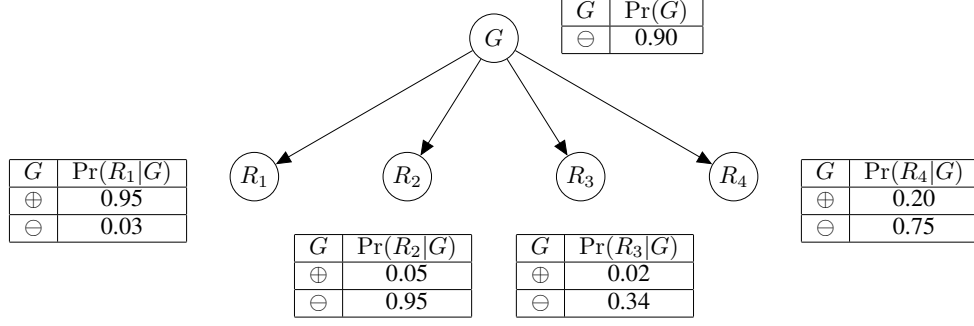 G
G Pr(G)
⊖ 0.90
R₁
R₂
R₃
R₄
G Pr(R₁|G)
⊕ 0.95
⊖ 0.03
G Pr(R₂|G)
⊕ 0.05
⊖ 0.95
G Pr(R₃|G)
⊕ 0.02
⊖ 0.34
G Pr(R₄|G)
⊕ 0.20
⊖ 0.75